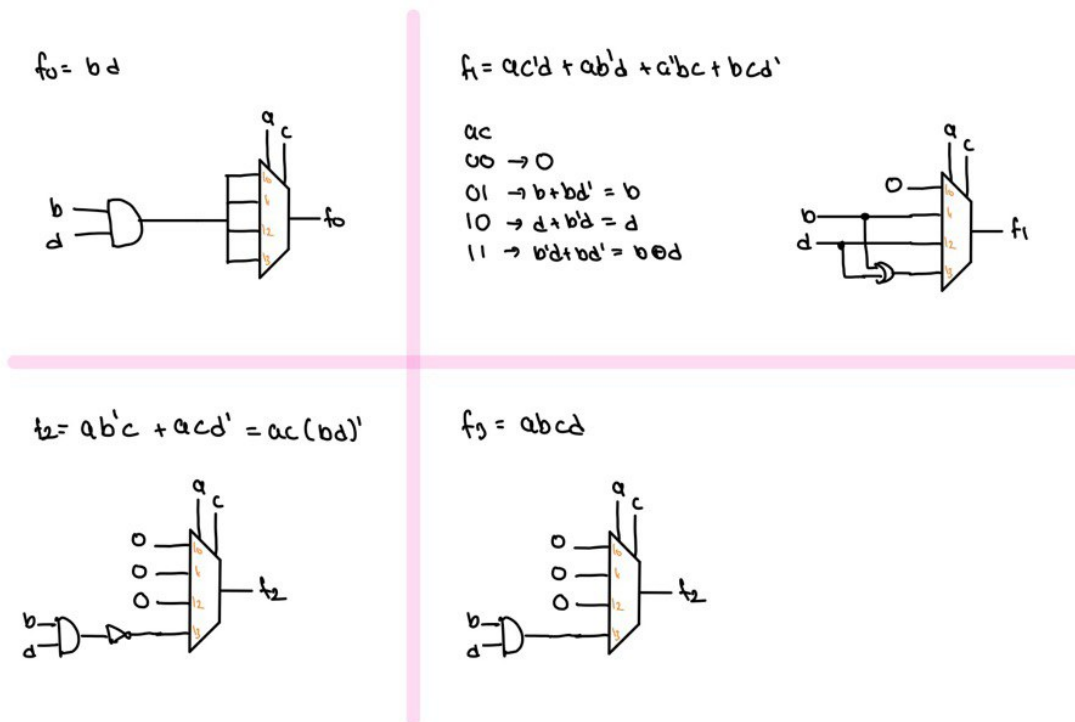 f0 = bd
a
c
b
d
I0
I1
I2
I3
f0
f1 = ac'd + ab'd + a'bc + bcd'
ac
00 → 0
01 → b+bd' = b
10 → d+b'd = d
11 → b'd+bd' = b⊕d
a
c
0
b
d
I0
I1
I2
I3
f1
f2 = ab'c + acd' = ac(bd)'
a
c
0
0
0
b
d
I0
I1
I2
I3
f2
f3 = abcd
a
c
0
0
0
b
d
I0
I1
I2
I3
f2